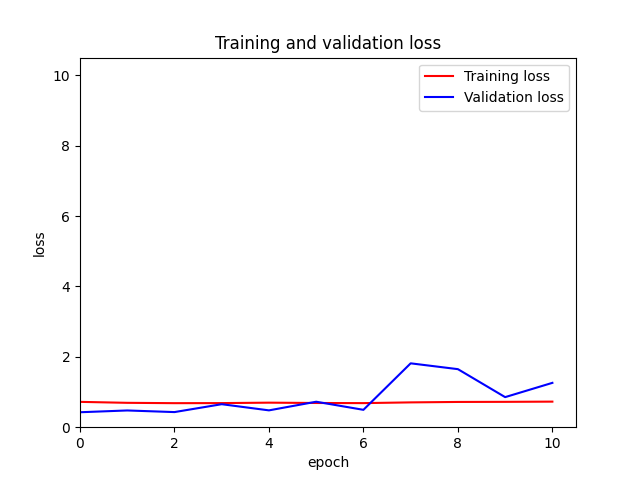 Training and validation loss
Training loss
Validation loss
10
8
6
4
2
0
loss
0
2
4
6
8
10
epoch